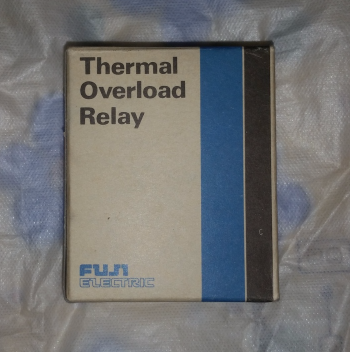 Thermal
Overload
Relay
FUJI
ELECTRIC